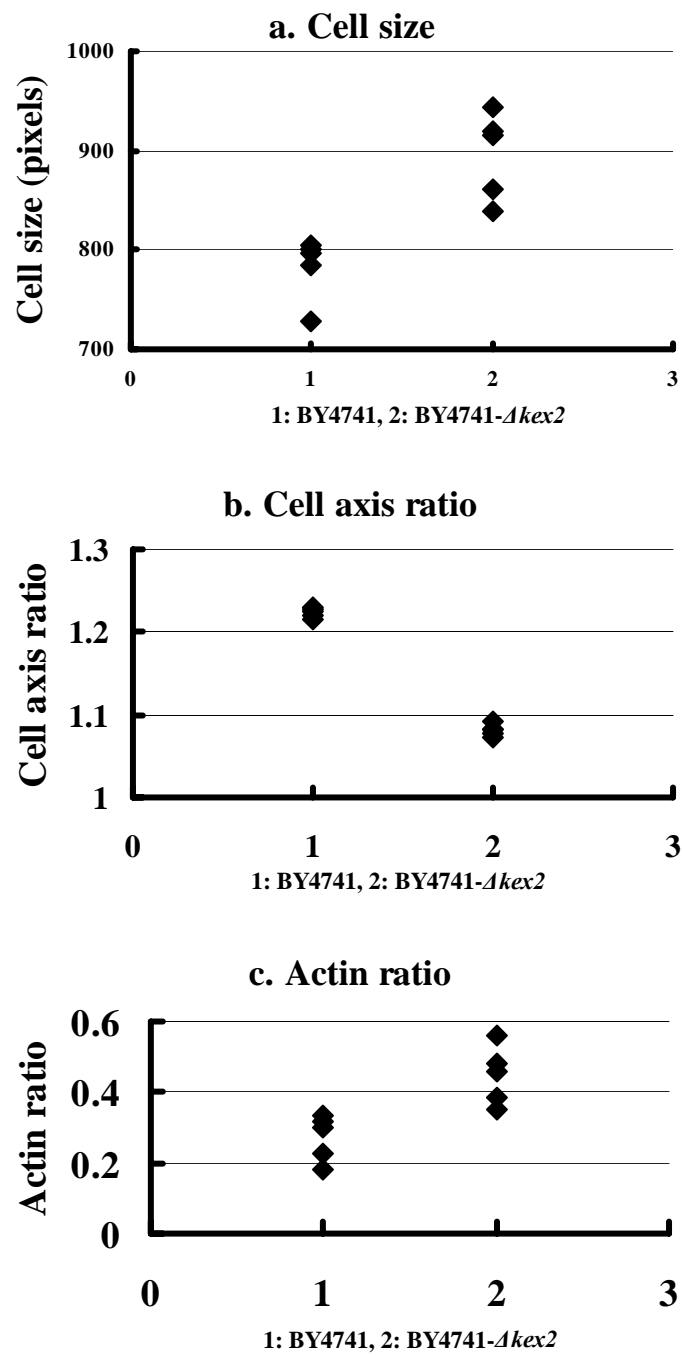 a. Cell size
1000
900
800
700
Cell size (pixels)
0 1 2 3
1: BY4741, 2: BY4741-Δkex2
b. Cell axis ratio
1.3
1.2
1.1
1
Cell axis ratio
0 1 2 3
1: BY4741, 2: BY4741-Δkex2
c. Actin ratio
0.6
0.4
0.2
0
Actin ratio
0 1 2 3
1: BY4741, 2: BY4741-Δkex2